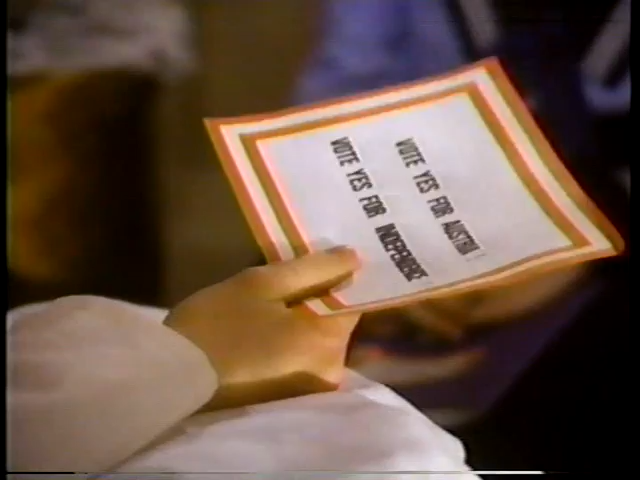 VOTE YES FOR AUSTRIA
VOTE YES FOR INDEPENDENCE